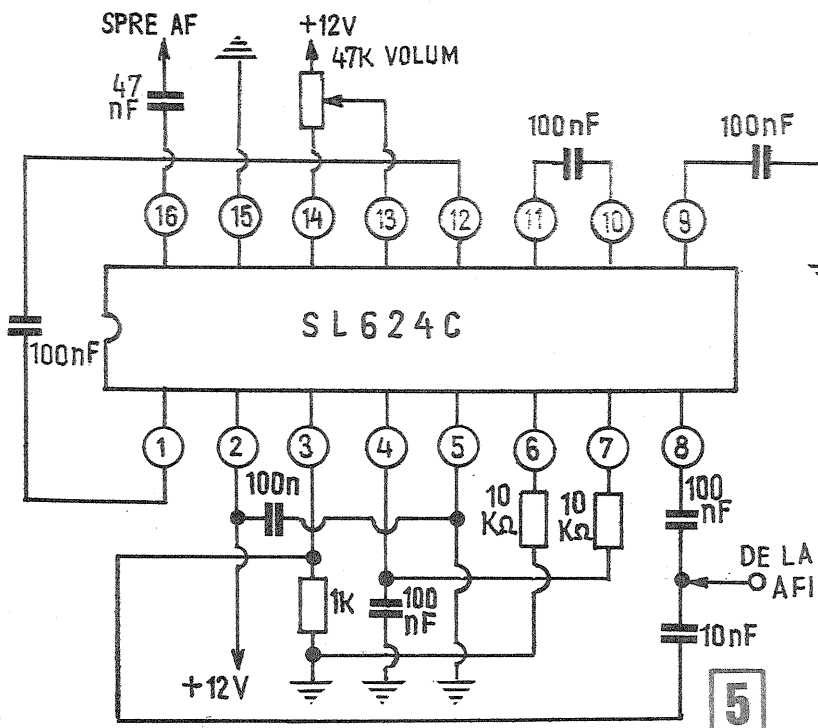 SPRE AF
+12V
47K VOLUM
47
nF
100nF
100nF
16
15
14
13
12
11
10
9
SL624C
100nF
1
2
3
4
5
6
7
8
100n
10
KΩ
10
KΩ
100
nF
DE LA
AFI
1K
100
nF
10nF
+12V
5